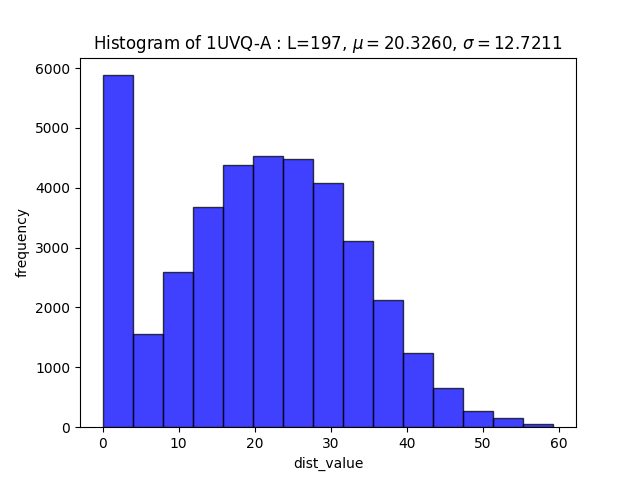 Histogram of 1UVQ-A : L=197, μ = 20.3260, σ = 12.7211
6000
5000
4000
3000
2000
1000
0
frequency
0 10 20 30 40 50 60
dist_value